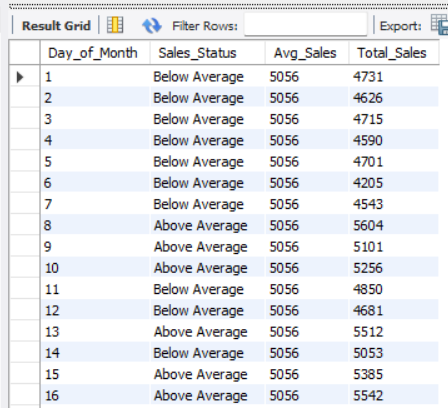 Result Grid Filter Rows: Export:
Day_of_Month Sales_Status Avg_Sales Total_Sales
1 Below Average 5056 4731
2 Below Average 5056 4626
3 Below Average 5056 4715
4 Below Average 5056 4590
5 Below Average 5056 4701
6 Below Average 5056 4205
7 Below Average 5056 4543
8 Above Average 5056 5604
9 Above Average 5056 5101
10 Above Average 5056 5256
11 Below Average 5056 4850
12 Below Average 5056 4681
13 Above Average 5056 5512
14 Below Average 5056 5053
15 Above Average 5056 5385
16 Above Average 5056 5542